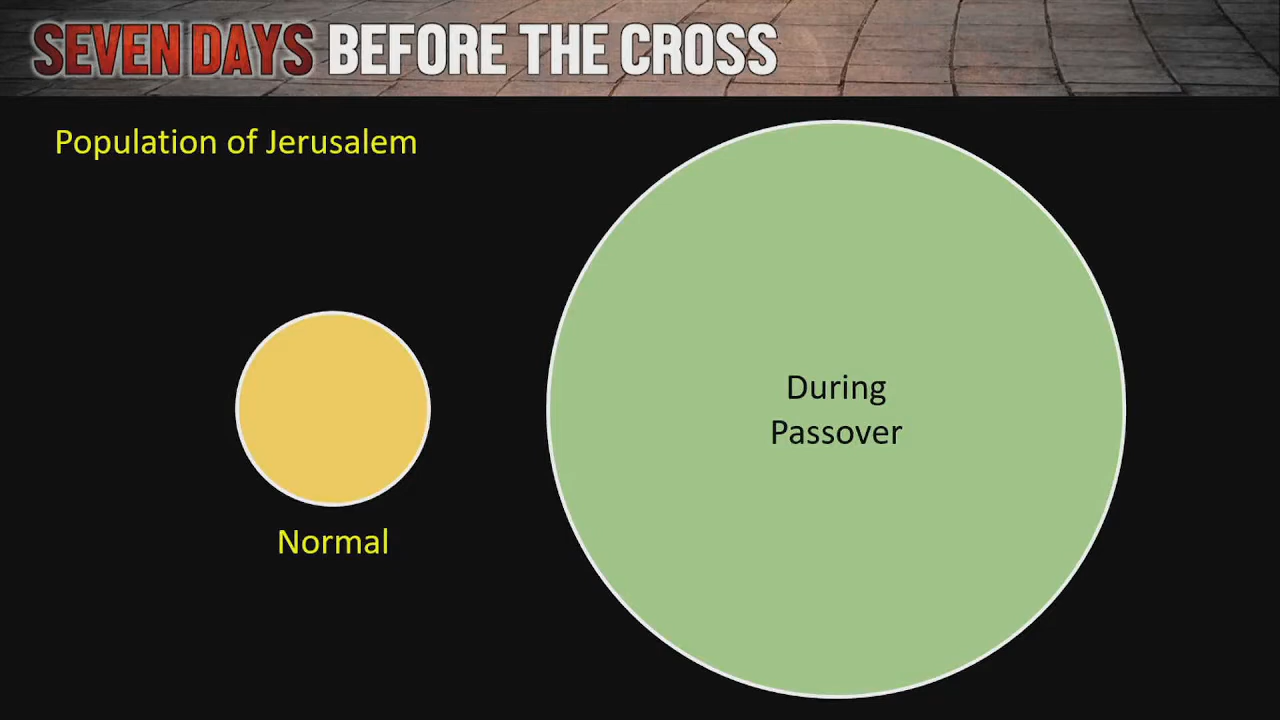 SEVEN DAYS BEFORE THE CROSS
Population of Jerusalem
During
Passover
Normal